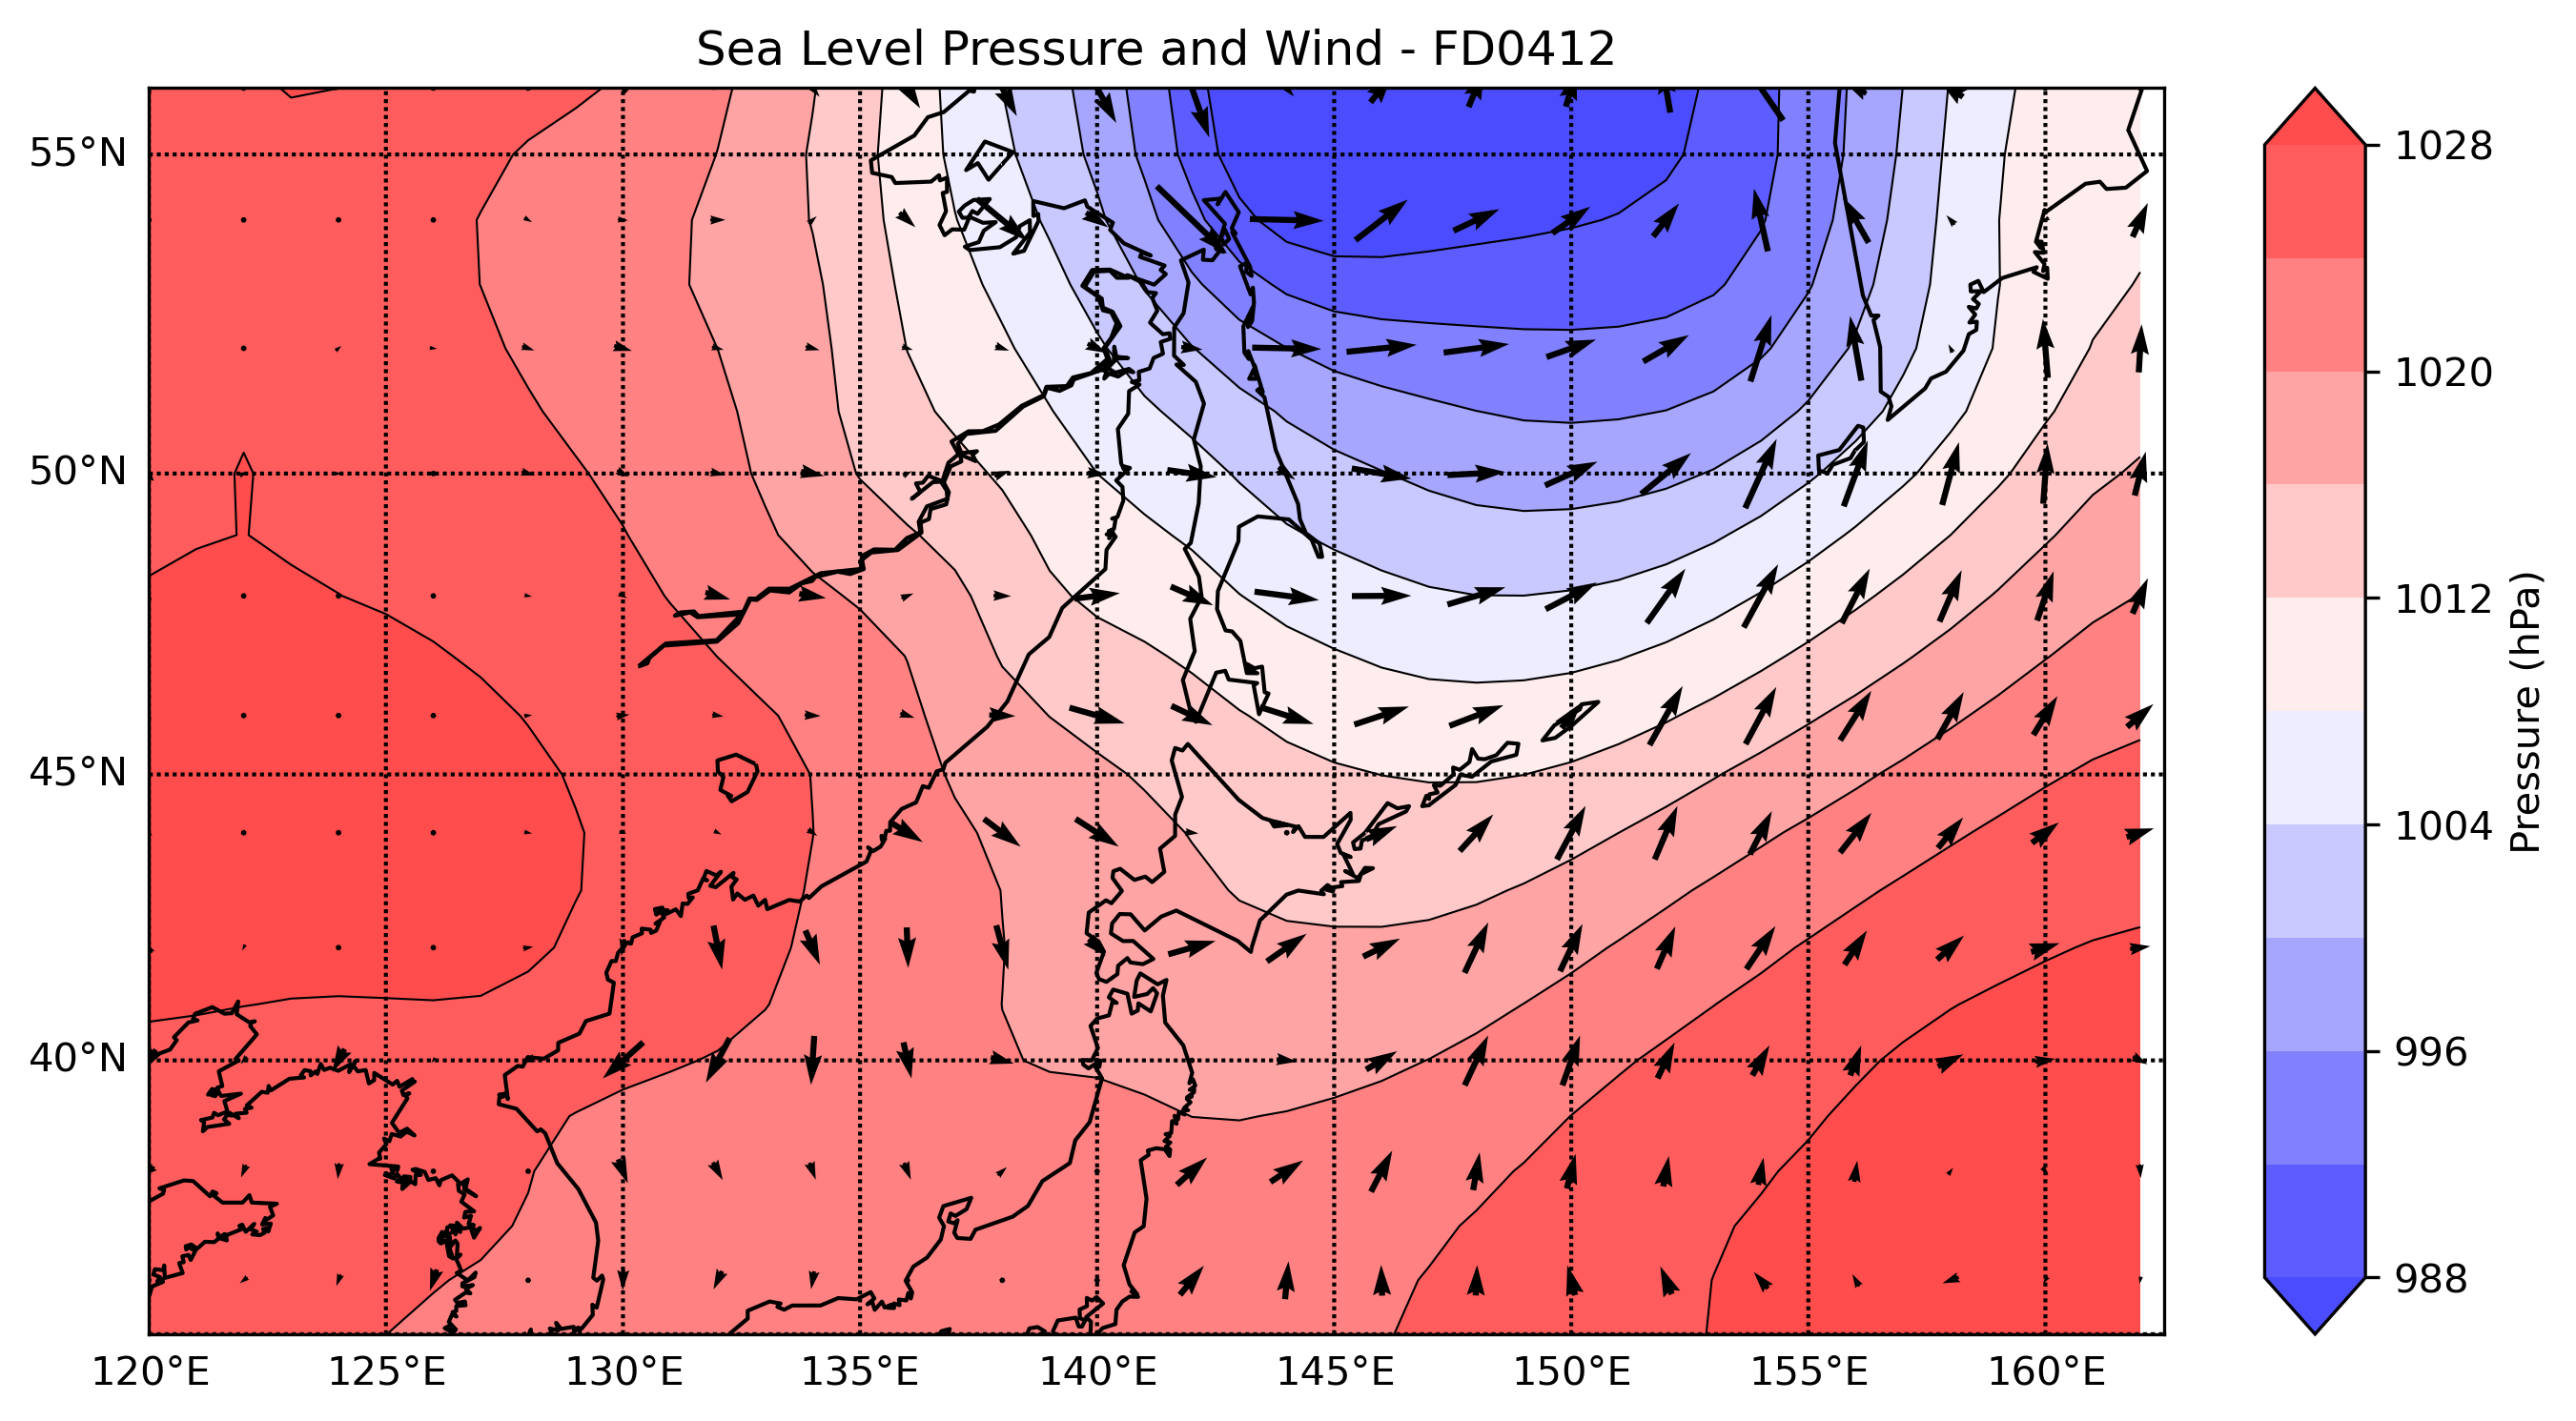 Sea Level Pressure and Wind - FD0412
55°N
50°N
45°N
40°N
120°E 125°E 130°E 135°E 140°E 145°E 150°E 155°E 160°E
1028
1020
1012
1004
996
988
Pressure (hPa)